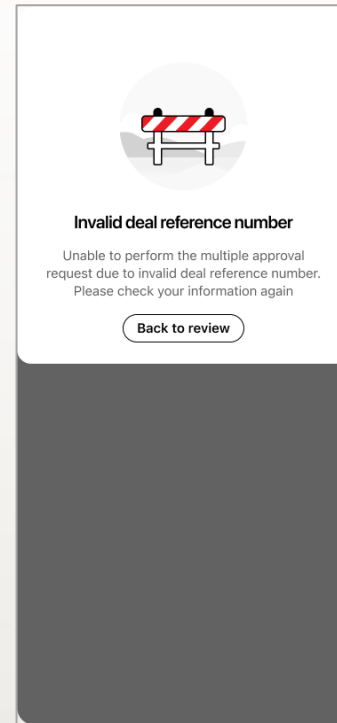 Invalid deal reference number
Unable to perform the multiple approval
request due to invalid deal reference number.
Please check your information again
Back to review